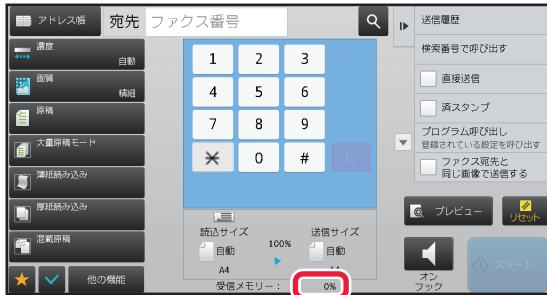 アドレス帳
宛先
ファクス番号
濃度
自動
画質
精細
原稿
大量原稿モード
薄紙読み込み
厚紙読み込み
混載原稿
他の機能
1 2 3
4 5 6
7 8 9
＊ 0 # C
読込サイズ 送信サイズ
自動 100% 自動
A4 A4
受信メモリー： 0%
送信履歴
検索番号で呼び出す
直接送信
済スタンプ
プログラム呼び出し
登録されている設定を呼び出す
ファクス宛先と
同じ画像で送信する
プレビュー
リセット
オン
フック
スタート